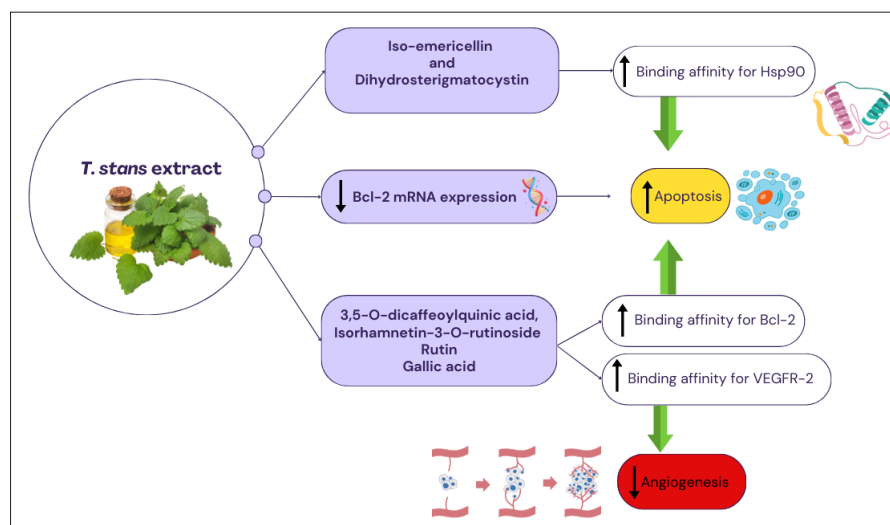 Iso-emericellin
and
Dihydrosterigmatocystin
Binding affinity for Hsp90
T. stans extract
Bcl-2 mRNA expression
Apoptosis
3,5-O-dicaffeoylquinic acid,
Isorhamnetin-3-O-rutinoside
Rutin
Gallic acid
Binding affinity for Bcl-2
Binding affinity for VEGFR-2
Angiogenesis